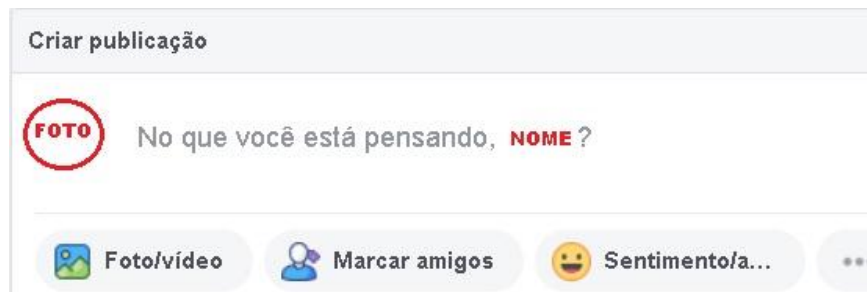 Criar publicação
FOTO
No que você está pensando, NOME ?
Foto/vídeo Marcar amigos Sentimento/a...